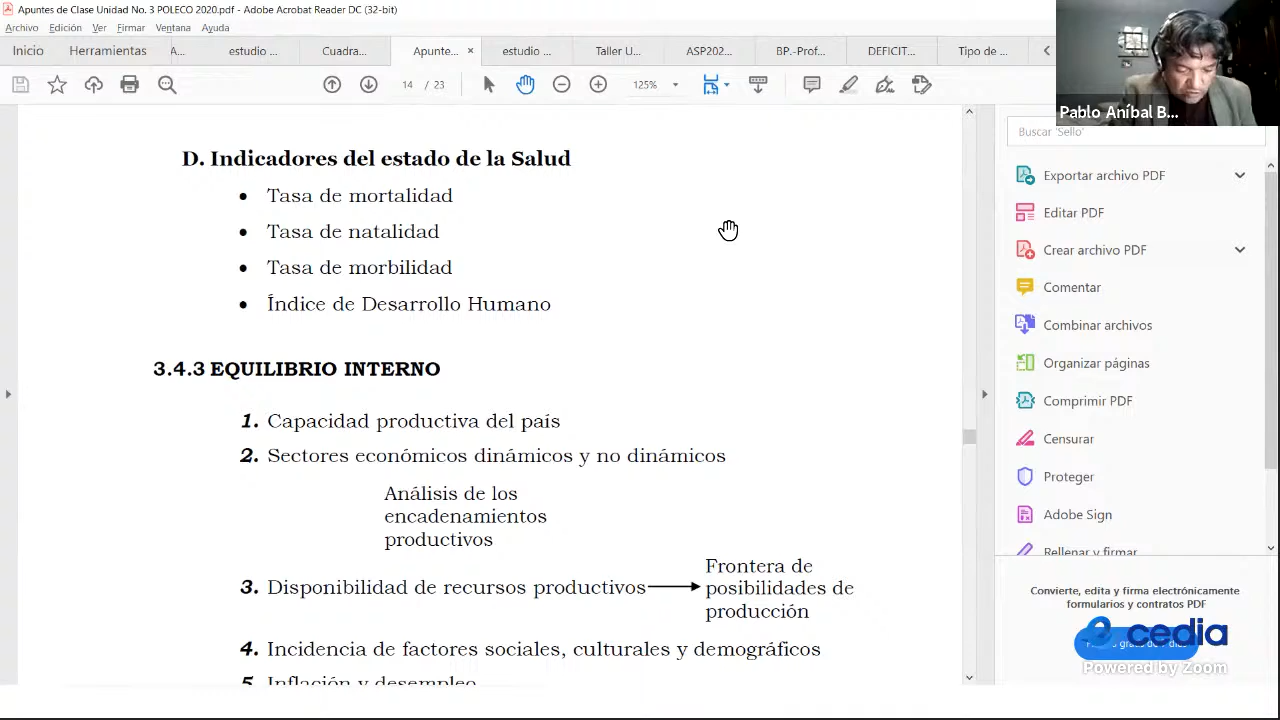 Apuntes de Clase Unidad No. 3 POLECO 2020.pdf - Adobe Acrobat Reader DC (32-bit)
Archivo Edición Ver Firmar Ventana Ayuda
Inicio Herramientas A... estudio ... Cuadra... Apunte... × estudio ... Taller U... ASP202... BP.-Prof... DEFICIT... Tipo de ...
14 / 23 125%
Pablo Aníbal B...
Buscar 'Sello'
D. Indicadores del estado de la Salud
• Tasa de mortalidad
• Tasa de natalidad
• Tasa de morbilidad
• Índice de Desarrollo Humano
3.4.3 EQUILIBRIO INTERNO
1. Capacidad productiva del país
2. Sectores económicos dinámicos y no dinámicos
Análisis de los
encadenamientos
productivos
3. Disponibilidad de recursos productivos
Frontera de
posibilidades de
producción
4. Incidencia de factores sociales, culturales y demográficos
5. Inflación y desempleo
Exportar archivo PDF
Editar PDF
Crear archivo PDF
Comentar
Combinar archivos
Organizar páginas
Comprimir PDF
Censurar
Proteger
Adobe Sign
Rellenar y firmar
Convierte, edita y firma electrónicamente
formularios y contratos PDF
cedia
Powered by Zoom